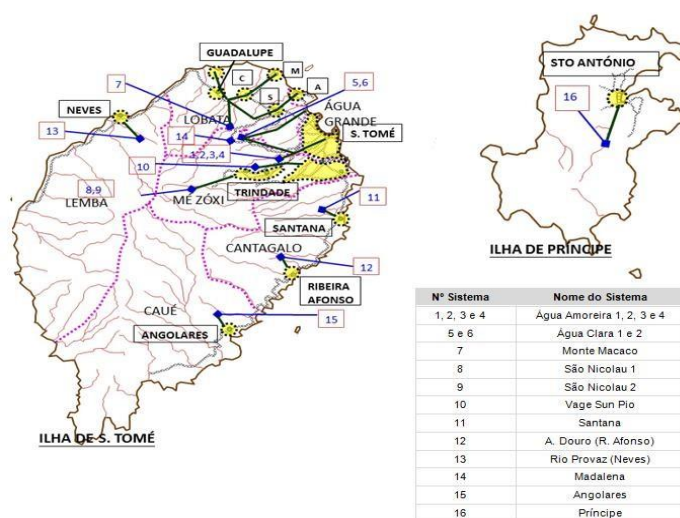 GUADALUPE
C
M
7
S
A
5,6
NEVES
LOBATA
ÁGUA
GRANDE
13
14
S. TOMÉ
1,2,3,4
10
8,9
TRINDADE
LEMBÁ
MÉ ZÓXI
11
SANTANA
CANTAGALO
12
RIBEIRA
AFONSO
CAUÉ
15
ANGOLARES
ILHA DE S. TOMÉ
STO ANTÓNIO
16
ILHA DE PRÍNCIPE
Nº Sistema Nome do Sistema
1, 2, 3 e 4 Água Amoreira 1, 2, 3 e 4
5 e 6 Água Clara 1 e 2
7 Monte Macaco
8 São Nicolau 1
9 São Nicolau 2
10 Vage Sun Pio
11 Santana
12 A. Douro (R. Afonso)
13 Rio Provaz (Neves)
14 Madalena
15 Angolares
16 Príncipe